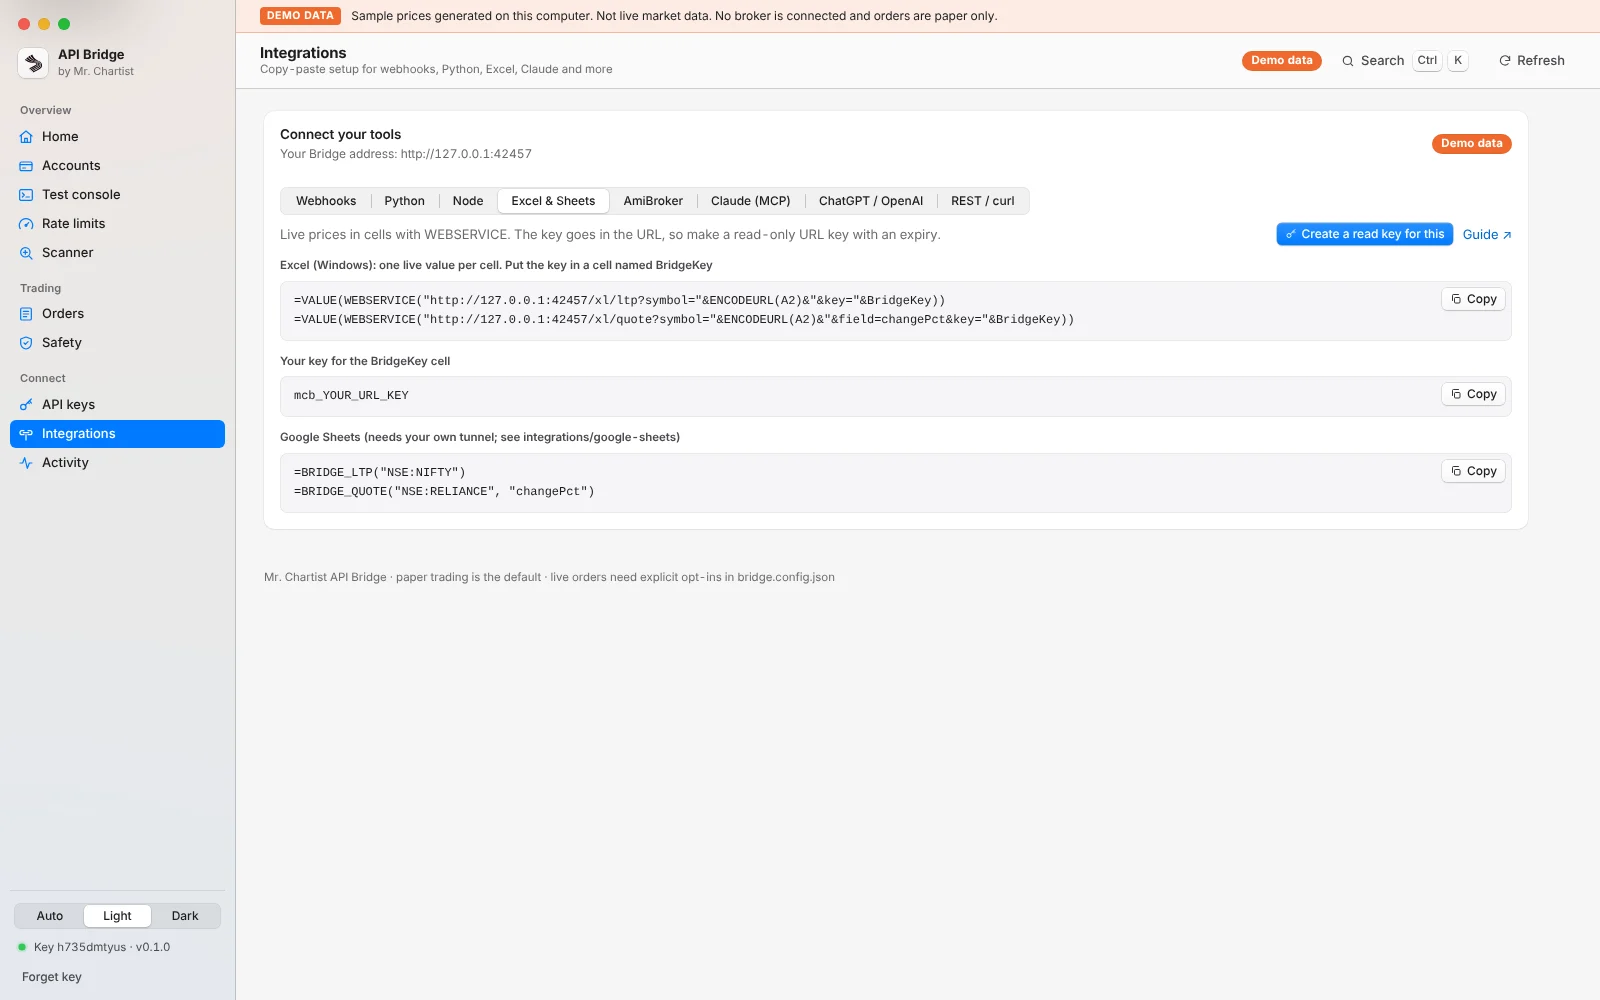 DEMO DATA Sample prices generated on this computer. Not live market data. No broker is connected and orders are paper only.
API Bridge
by Mr. Chartist
Overview
Home
Accounts
Test console
Rate limits
Scanner
Trading
Orders
Safety
Connect
API keys
Integrations
Activity
Auto Light Dark
Key h735dmtyus · v0.1.0
Forget key
Integrations
Copy-paste setup for webhooks, Python, Excel, Claude and more
Demo data Search Ctrl K Refresh
Connect your tools
Your Bridge address: http://127.0.0.1:42457
Demo data
Webhooks Python Node Excel & Sheets AmiBroker Claude (MCP) ChatGPT / OpenAI REST / curl
Live prices in cells with WEBSERVICE. The key goes in the URL, so make a read-only URL key with an expiry.
Create a read key for this Guide ↗
Excel (Windows): one live value per cell. Put the key in a cell named BridgeKey
=VALUE(WEBSERVICE("http://127.0.0.1:42457/xl/ltp?symbol="&ENCODEURL(A2)&"&key="&BridgeKey))
=VALUE(WEBSERVICE("http://127.0.0.1:42457/xl/quote?symbol="&ENCODEURL(A2)&"&field=changePct&key="&BridgeKey))
Copy
Your key for the BridgeKey cell
mcb_YOUR_URL_KEY
Copy
Google Sheets (needs your own tunnel; see integrations/google-sheets)
=BRIDGE_LTP("NSE:NIFTY")
=BRIDGE_QUOTE("NSE:RELIANCE", "changePct")
Copy
Mr. Chartist API Bridge · paper trading is the default · live orders need explicit opt-ins in bridge.config.json